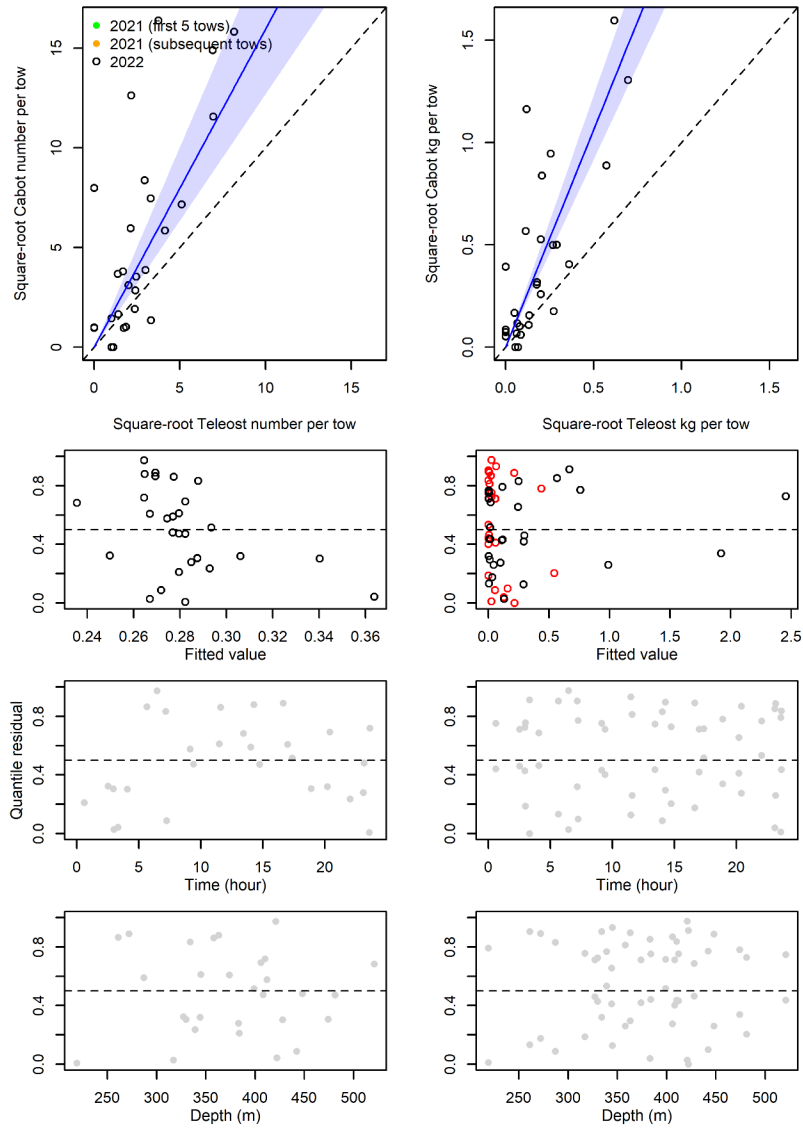 2021 (first 5 tows)
2021 (subsequent tows)
2022
Square-root Cabot number per tow
0 5 10 15
0 5 10 15
Square-root Teleost number per tow
Square-root Cabot kg per tow
0.0 0.5 1.0 1.5
0.0 0.5 1.0 1.5
Square-root Teleost kg per tow
0.0 0.4 0.8
0.24 0.26 0.28 0.30 0.32 0.34 0.36
Fitted value
0.0 0.4 0.8
0.0 0.5 1.0 1.5 2.0 2.5
Fitted value
Quantile residual
0.0 0.4 0.8
0 5 10 15 20
Time (hour)
0.0 0.4 0.8
0 5 10 15 20
Time (hour)
0.0 0.4 0.8
250 300 350 400 450 500
Depth (m)
0.0 0.4 0.8
250 300 350 400 450 500
Depth (m)